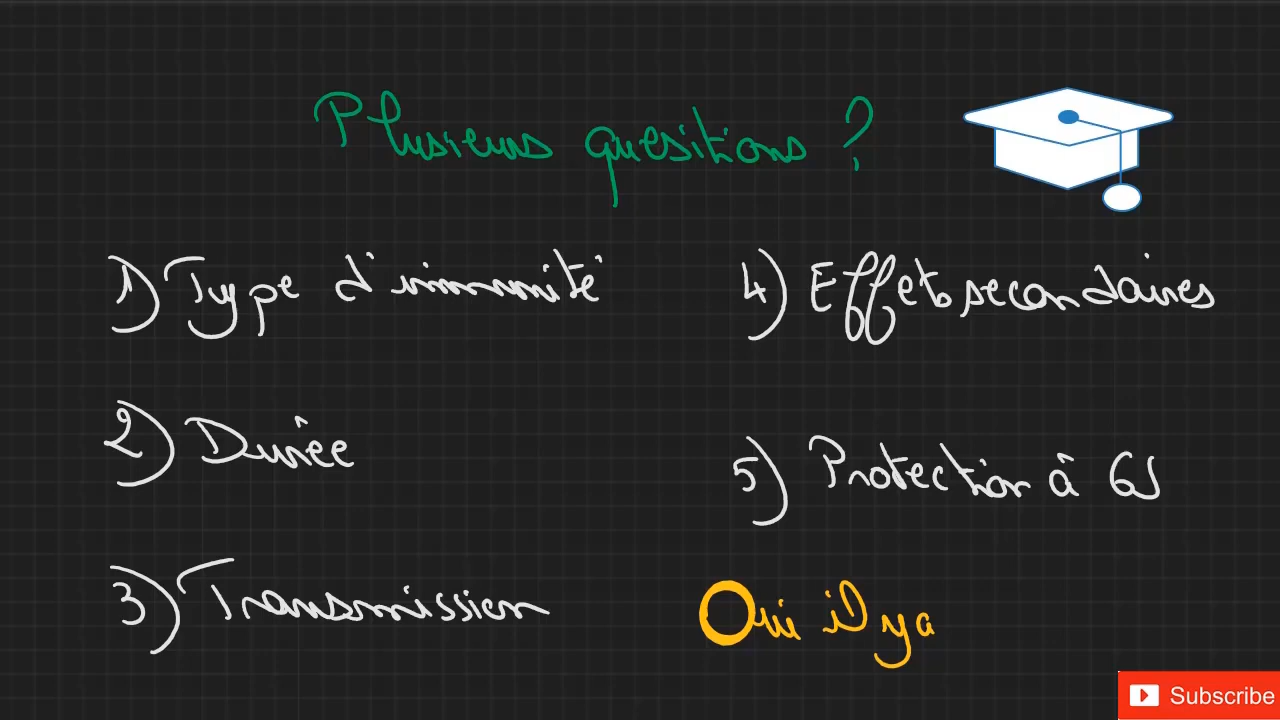 Plusieurs questions ?
1) Type d'immunité
2) Durée
3) Transmission
4) Effets secondaires
5) Protection à 6J
Oui il y a
Subscribe